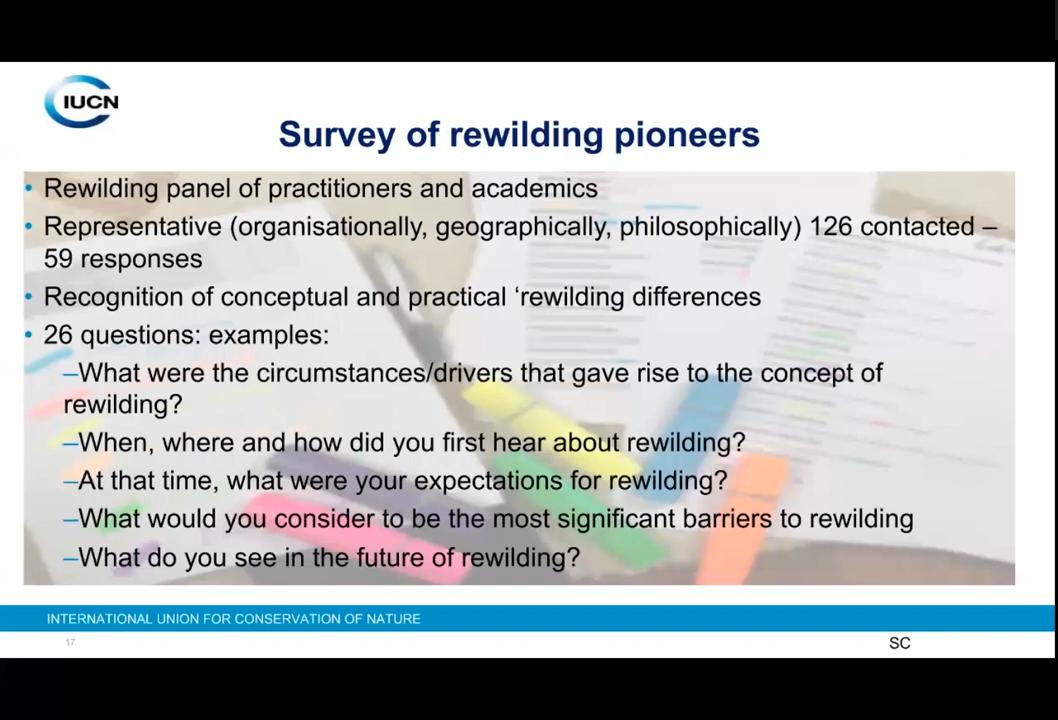 IUCN
Survey of rewilding pioneers
• Rewilding panel of practitioners and academics
• Representative (organisationally, geographically, philosophically) 126 contacted –
59 responses
• Recognition of conceptual and practical ‘rewilding differences
• 26 questions: examples:
–What were the circumstances/drivers that gave rise to the concept of
rewilding?
–When, where and how did you first hear about rewilding?
–At that time, what were your expectations for rewilding?
–What would you consider to be the most significant barriers to rewilding
–What do you see in the future of rewilding?
INTERNATIONAL UNION FOR CONSERVATION OF NATURE
17
SC